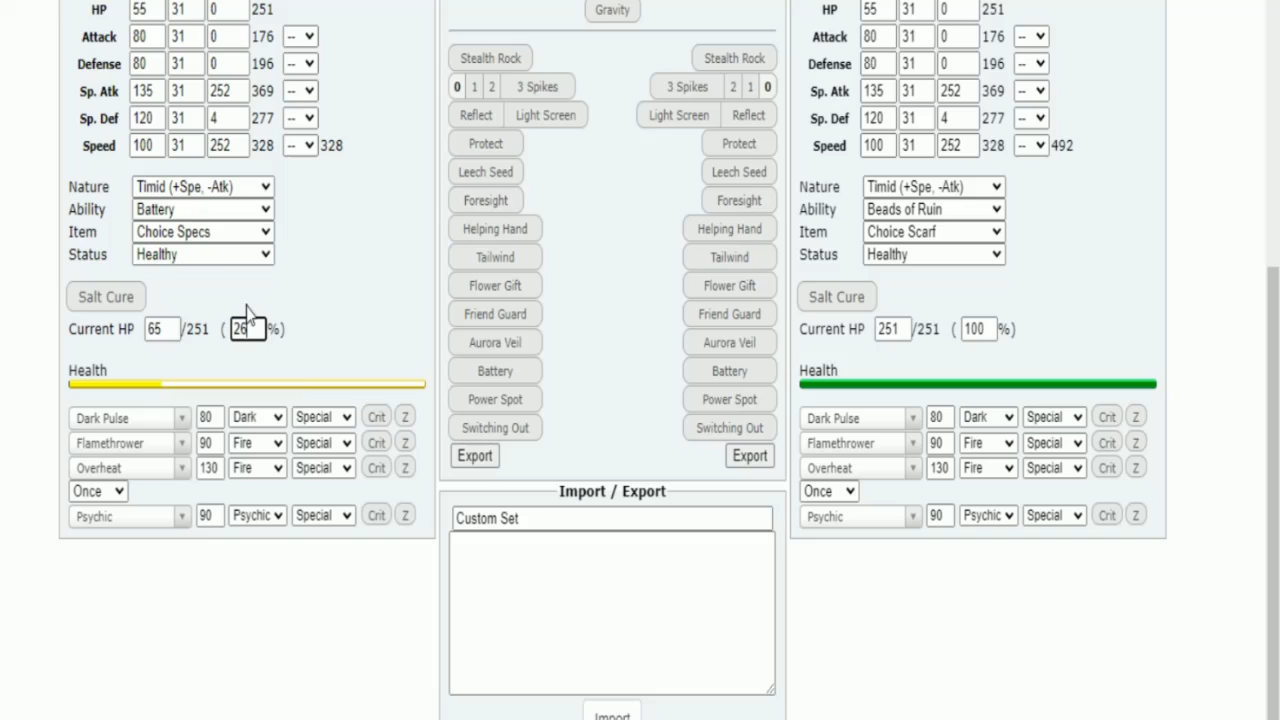 HP 55 31 0 251
Attack 80 31 0 176 --
Defense 80 31 0 196 --
Sp. Atk 135 31 252 369 --
Sp. Def 120 31 4 277 --
Speed 100 31 252 328 -- 328
Nature Timid (+Spe, -Atk)
Ability Battery
Item Choice Specs
Status Healthy
Salt Cure
Current HP 65 /251 ( 26 %)
Health
Dark Pulse 80 Dark Special Crit Z
Flamethrower 90 Fire Special Crit Z
Overheat 130 Fire Special Crit Z
Once
Psychic 90 Psychic Special Crit Z
Gravity
Stealth Rock Stealth Rock
0 1 2 3 Spikes 3 Spikes 2 1 0
Reflect Light Screen Light Screen Reflect
Protect Protect
Leech Seed Leech Seed
Foresight Foresight
Helping Hand Helping Hand
Tailwind Tailwind
Flower Gift Flower Gift
Friend Guard Friend Guard
Aurora Veil Aurora Veil
Battery Battery
Power Spot Power Spot
Switching Out Switching Out
Export Export
Import / Export
Custom Set
Import
HP 55 31 0 251
Attack 80 31 0 176 --
Defense 80 31 0 196 --
Sp. Atk 135 31 252 369 --
Sp. Def 120 31 4 277 --
Speed 100 31 252 328 -- 492
Nature Timid (+Spe, -Atk)
Ability Beads of Ruin
Item Choice Scarf
Status Healthy
Salt Cure
Current HP 251 /251 ( 100 %)
Health
Dark Pulse 80 Dark Special Crit Z
Flamethrower 90 Fire Special Crit Z
Overheat 130 Fire Special Crit Z
Once
Psychic 90 Psychic Special Crit Z